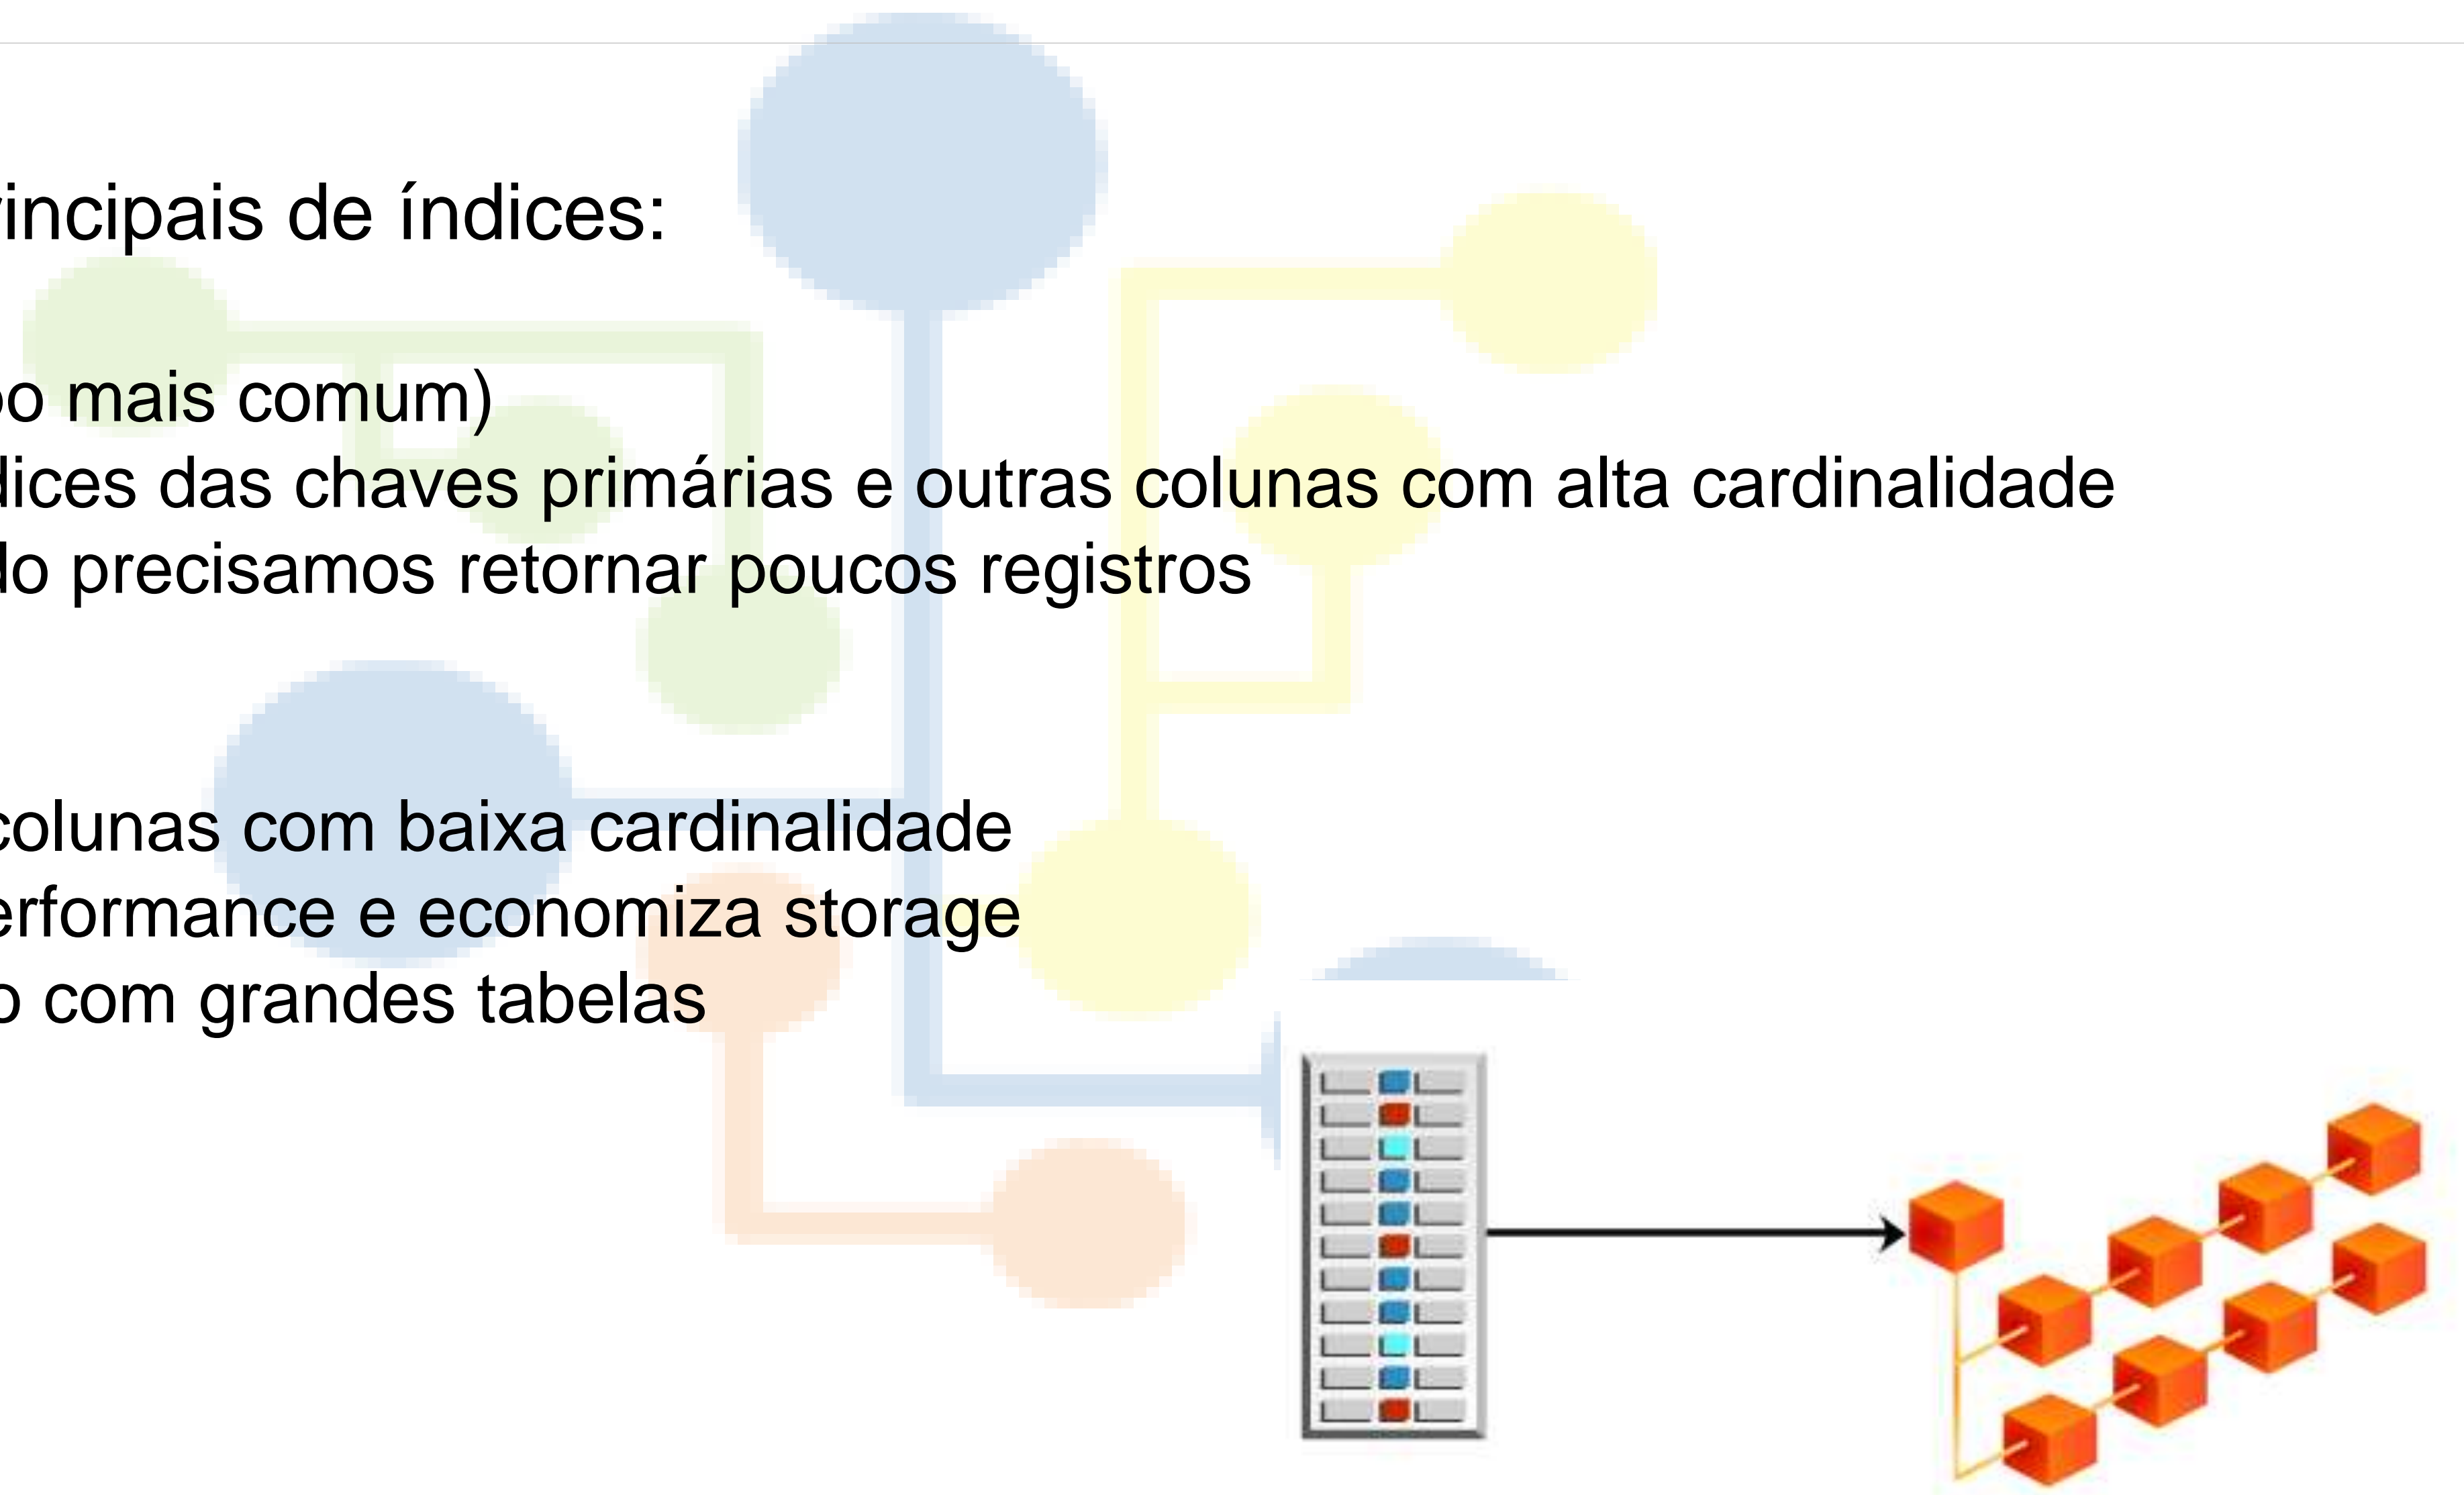 incipais de índices:
o mais comum)
dices das chaves primárias e outras colunas com alta cardinalidade
do precisamos retornar poucos registros
colunas com baixa cardinalidade
erformance e economiza storage
o com grandes tabelas